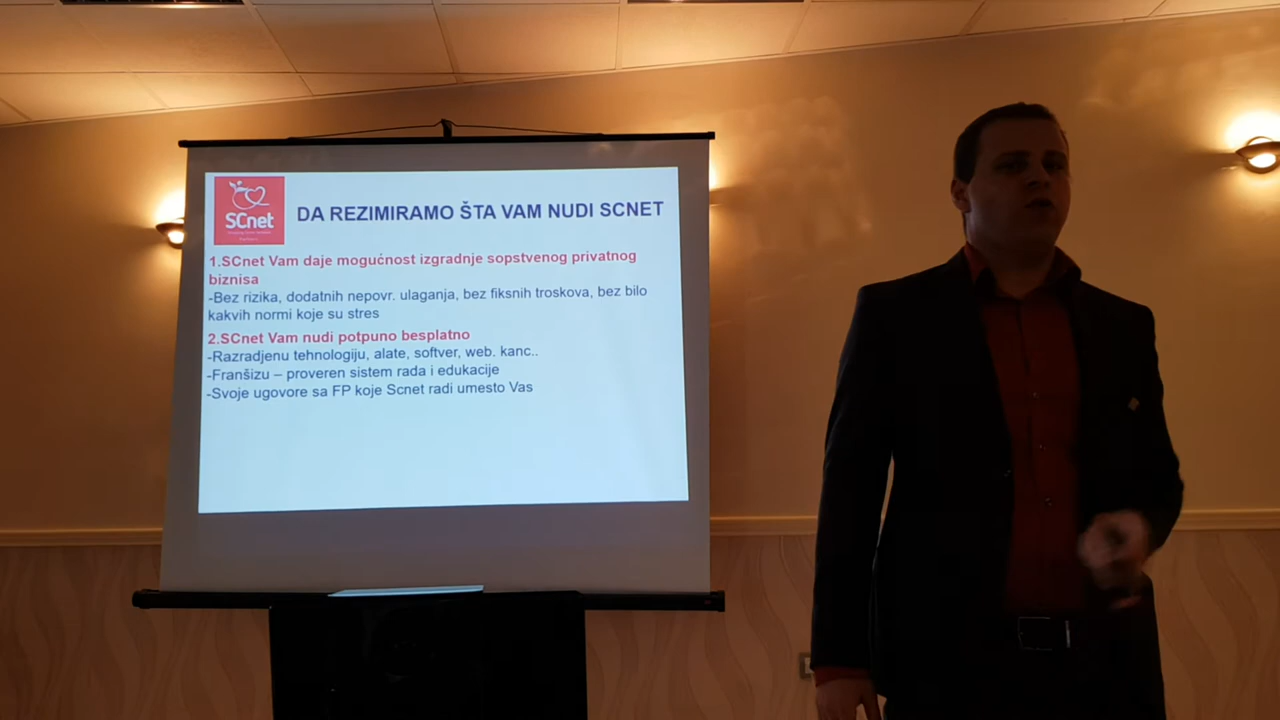 SCnet
DA REZIMIRAMO ŠTA VAM NUDI SCNET
1.SCnet Vam daje mogućnost izgradnje sopstvenog privatnog
biznisa
-Bez rizika, dodatnih nepovr. ulaganja, bez fiksnih troskova, bez bilo
kakvih normi koje su stres
2.SCnet Vam nudi potpuno besplatno
-Razradjenu tehnologiju, alate, softver, web. kanc..
-Franšizu – proveren sistem rada i edukacije
-Svoje ugovore sa FP koje Scnet radi umesto Vas